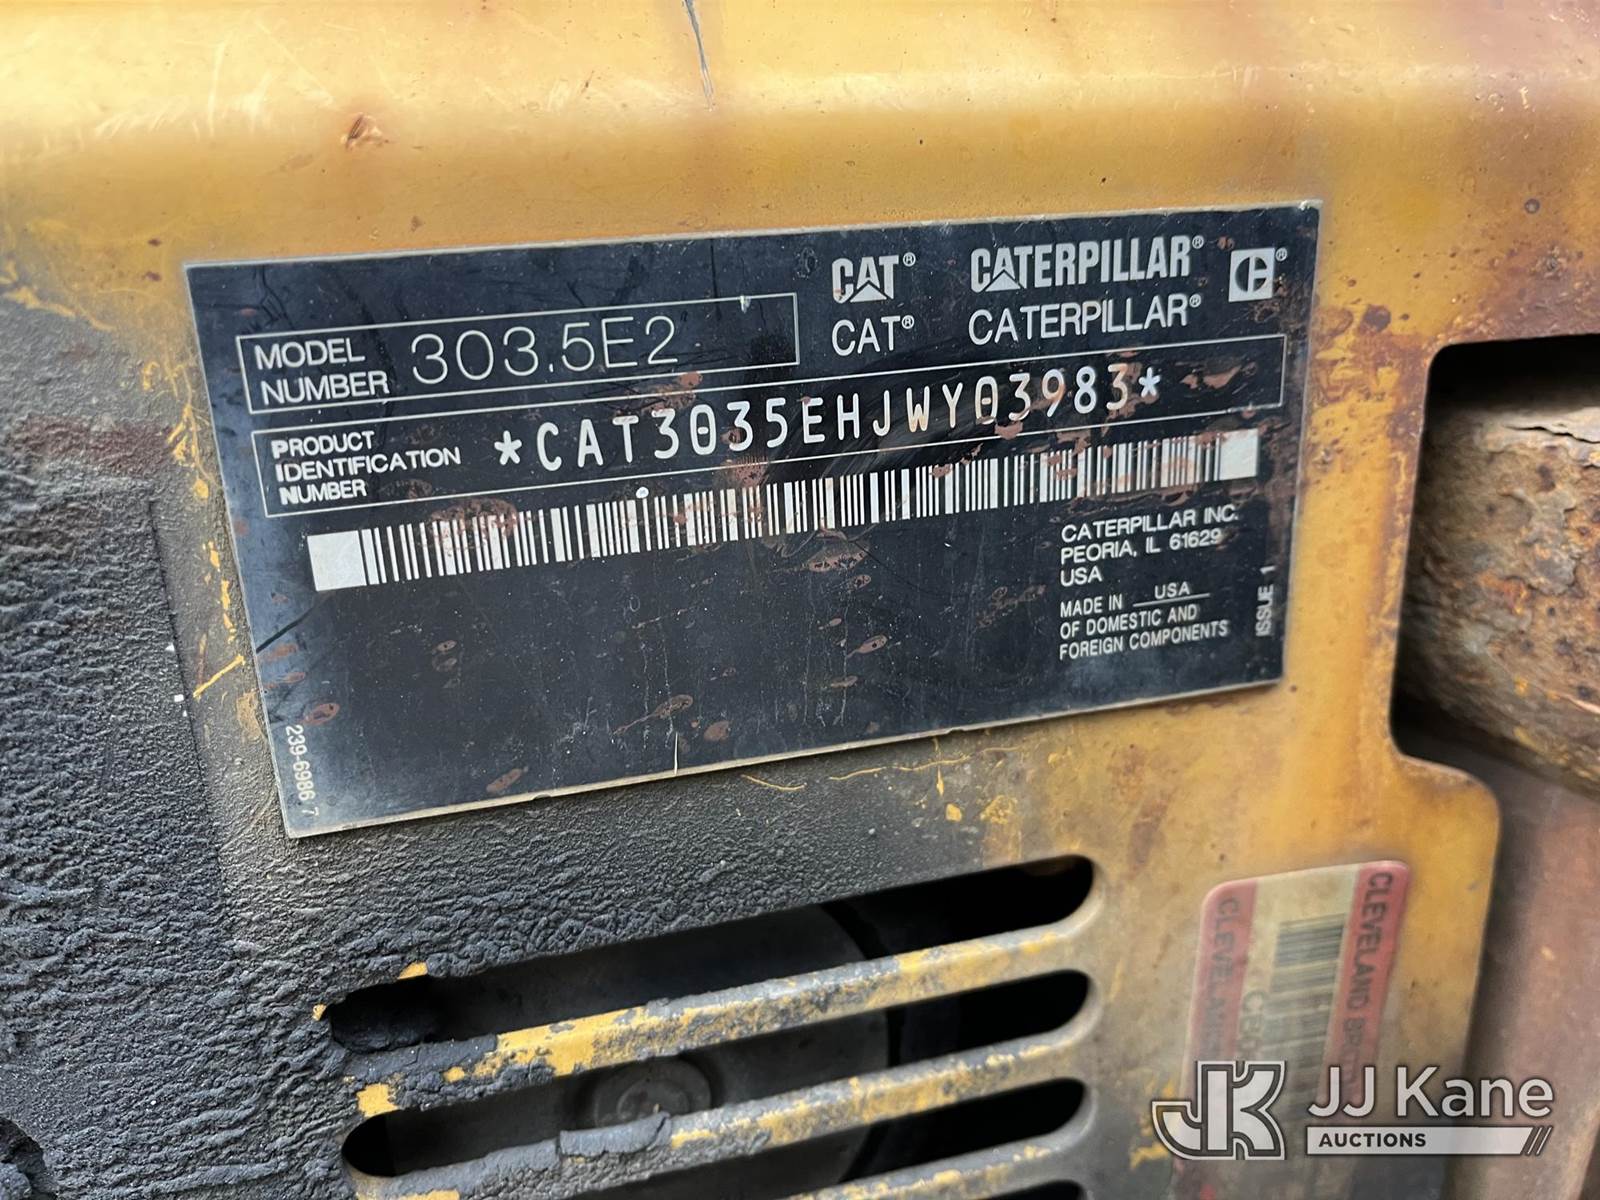 CAT® CATERPILLAR®
CAT® CATERPILLAR®
MODEL NUMBER 303.5E2
PRODUCT IDENTIFICATION NUMBER *CAT3035EHJWY03983*
CATERPILLAR INC.
PEORIA, IL 61629
USA
MADE IN USA
OF DOMESTIC AND
FOREIGN COMPONENTS
ISSUE 1
239-6986 7
CLEVELAND
JK
JJ Kane
AUCTIONS